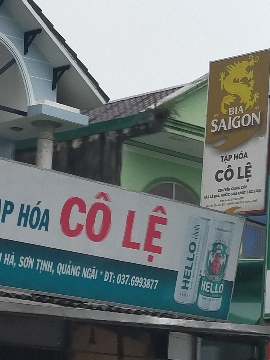 BIA
SAIGON
TẠP HÓA
CÔ LỆ
TẠP HÓA
CÔ LỆ
HÀ, SƠN TỊNH, QUẢNG NGÃI * ĐT: 037.6993877
HELLO
HELLO